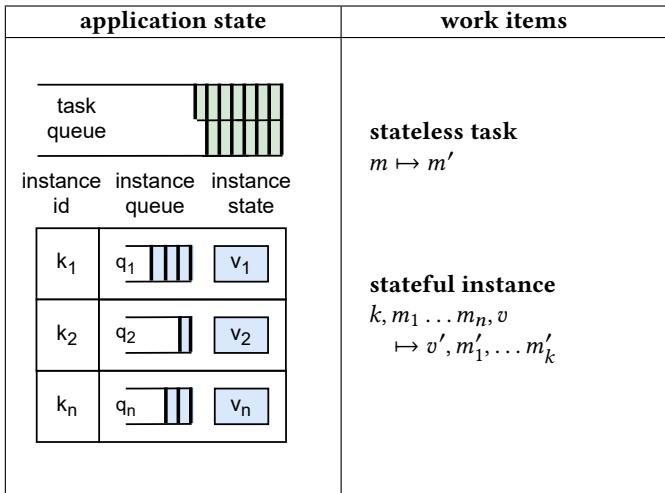 application state
work items
task
queue
instance id
instance queue
instance state
k₁ q₁ v₁
k₂ q₂ v₂
kₙ qₙ vₙ
stateless task
m ↦ m′
stateful instance
k, m₁ … mₙ, v
↦ v′, m′₁, … m′ₖ